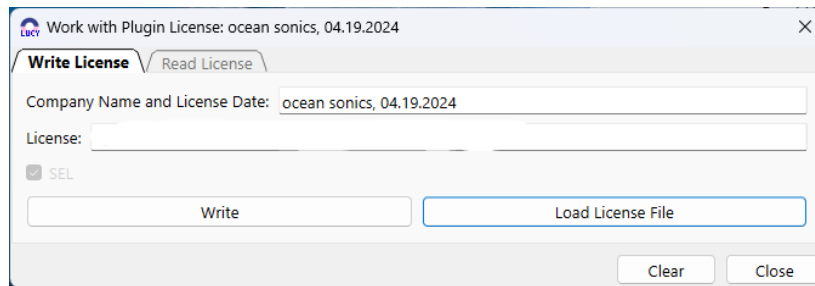 LUCY Work with Plugin License: ocean sonics, 04.19.2024
Write License Read License
Company Name and License Date: ocean sonics, 04.19.2024
License:
SEL
Write Load License File
Clear Close